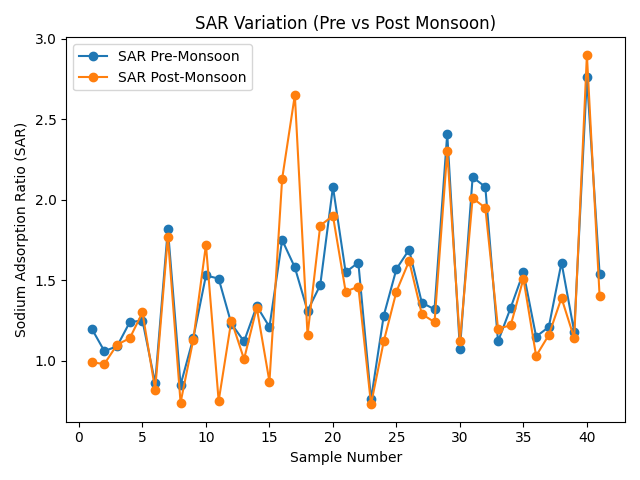 SAR Variation (Pre vs Post Monsoon)
SAR Pre-Monsoon
SAR Post-Monsoon
Sodium Adsorption Ratio (SAR)
3.0
2.5
2.0
1.5
1.0
0 5 10 15 20 25 30 35 40
Sample Number